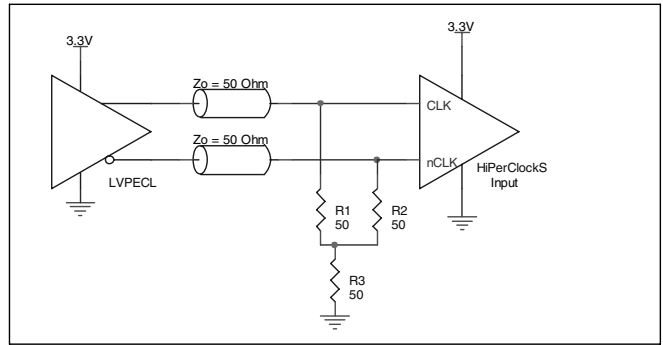 3.3V
3.3V
Zo = 50 Ohm
CLK
Zo = 50 Ohm
nCLK
HiPerClockS
Input
LVPECL
R1
50
R2
50
R3
50